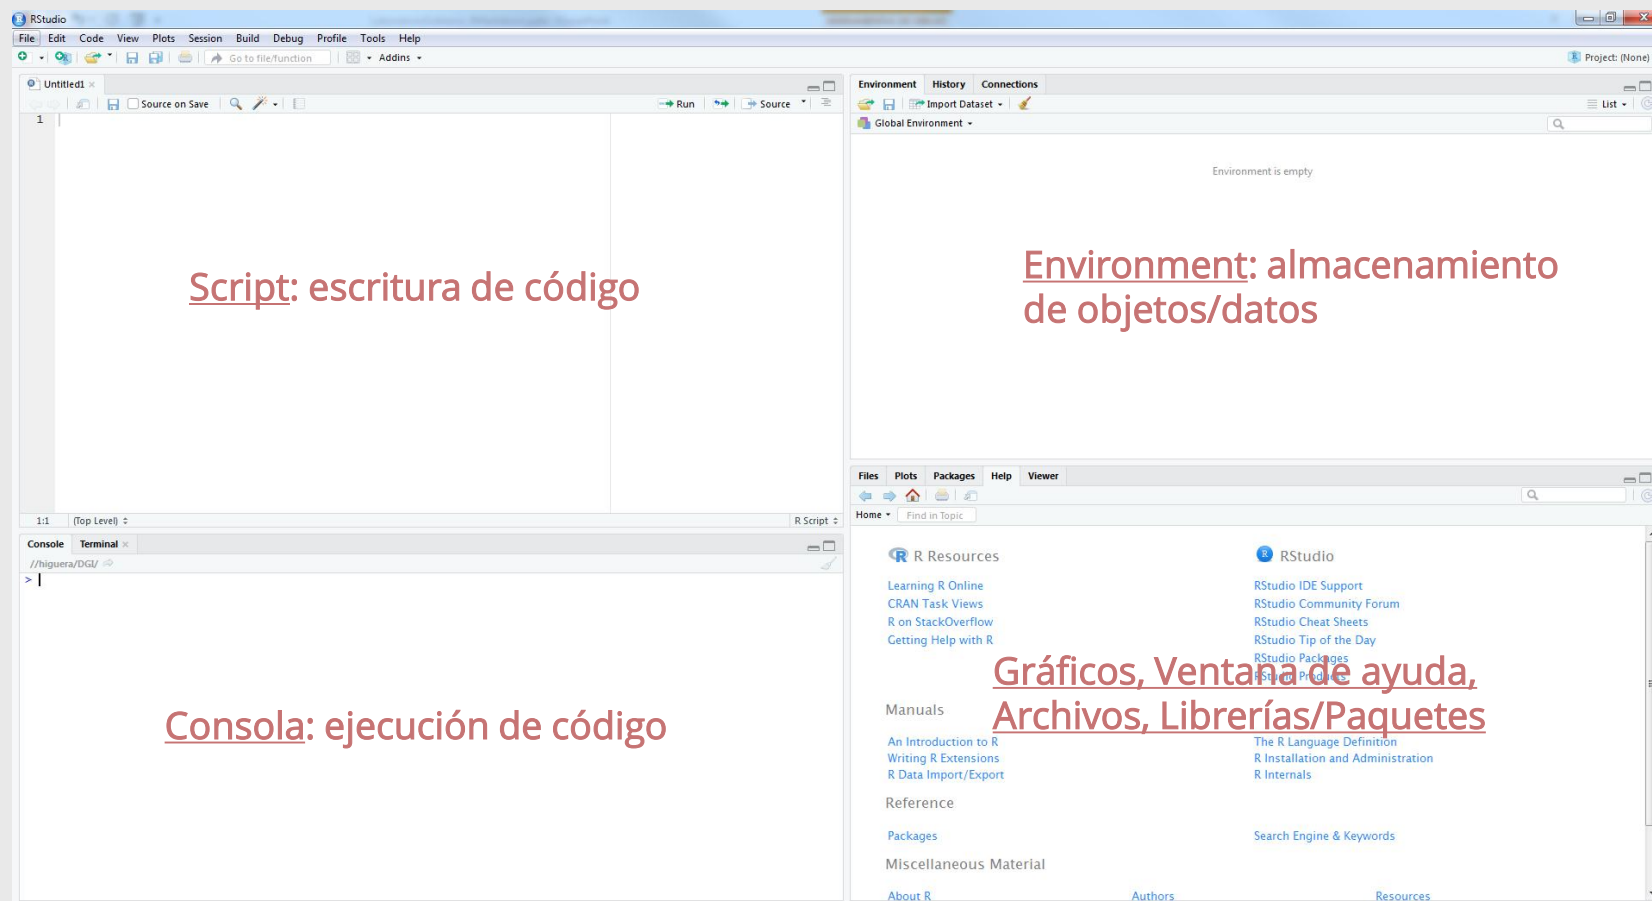 RStudio
File Edit Code View Plots Session Build Debug Profile Tools Help
Go to file/function Addins Project: (None)
Untitled1
Source on Save Run Source
1
Script: escritura de código
1:1 (Top Level) R Script
Console Terminal
//higuera/DGI/
>
Consola: ejecución de código
Environment History Connections
Import Dataset List
Global Environment
Environment is empty
Environment: almacenamiento
de objetos/datos
Files Plots Packages Help Viewer
Home Find in Topic
R Resources RStudio
Learning R Online RStudio IDE Support
CRAN Task Views RStudio Community Forum
R on StackOverflow RStudio Cheat Sheets
Getting Help with R RStudio Tip of the Day
RStudio Packages
RStudio Products
Gráficos, Ventana de ayuda,
Archivos, Librerías/Paquetes
Manuals
An Introduction to R The R Language Definition
Writing R Extensions R Installation and Administration
R Data Import/Export R Internals
Reference
Packages Search Engine & Keywords
Miscellaneous Material
About R Authors Resources